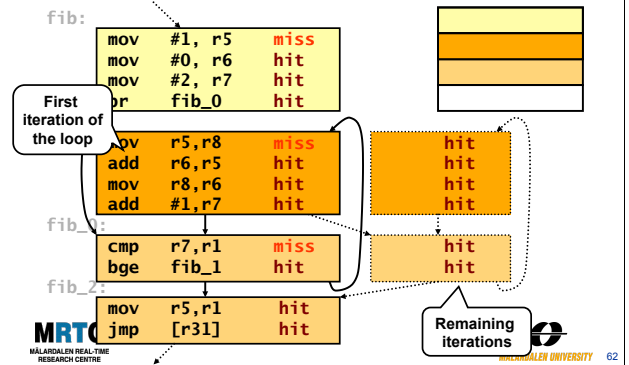 fib:
mov #1, r5 miss
mov #0, r6 hit
mov #2, r7 hit
br fib_0 hit
First
iteration of
the loop
mov r5,r8 miss
add r6,r5 hit
mov r8,r6 hit
add #1,r7 hit
hit
hit
hit
hit
fib_0:
cmp r7,r1 miss
bge fib_1 hit
hit
hit
fib_2:
mov r5,r1 hit
jmp [r31] hit
Remaining
iterations
MRTC
MÄLARDALEN REAL-TIME
RESEARCH CENTRE
MÄLARDALEN UNIVERSITY 62